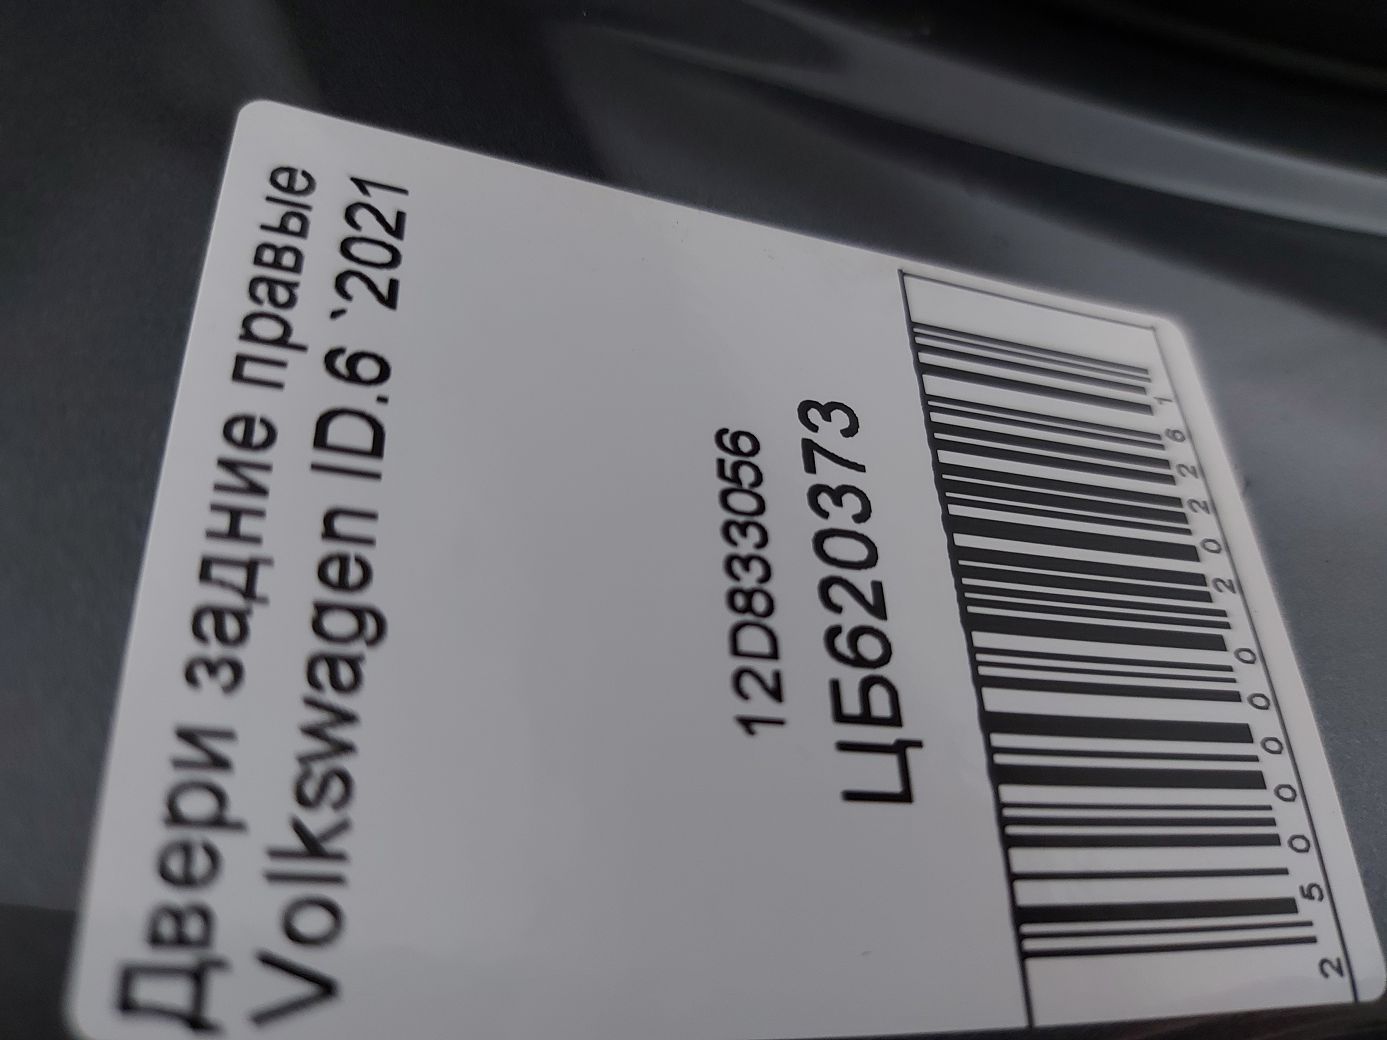 Двери задние правые
Volkswagen ID.6 `2021
12D833056
ЦБ620373
2500000202261